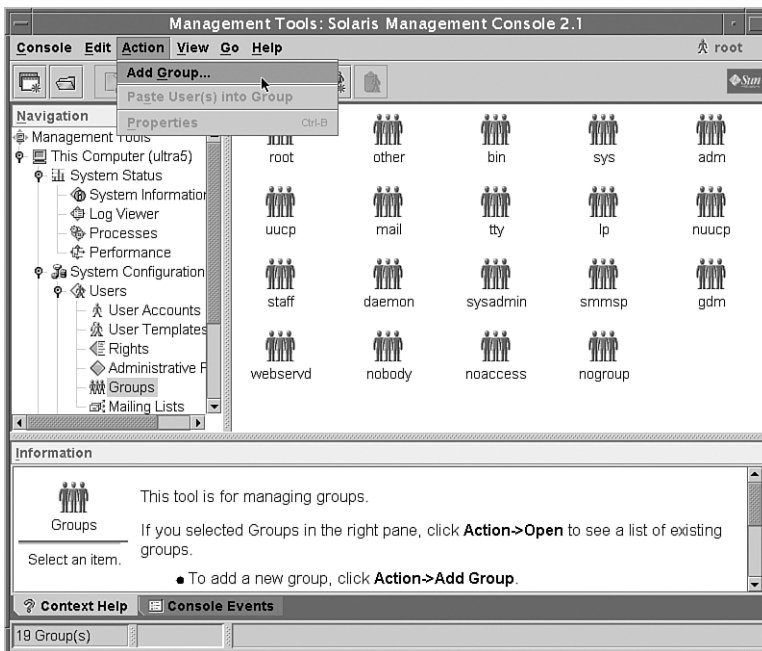 Management Tools: Solaris Management Console 2.1
Console Edit Action View Go Help
root
Sun
Add Group...
Paste User(s) into Group
Properties Ctrl-B
Navigation
Management Tools
This Computer (ultra5)
System Status
System Information
Log Viewer
Processes
Performance
System Configuration
Users
User Accounts
User Templates
Rights
Administrative R
Groups
Mailing Lists
root other bin sys adm
uucp mail tty lp nuucp
staff daemon sysadmin smmsp gdm
webservd nobody noaccess nogroup
Information
Groups
Select an item.
This tool is for managing groups.
If you selected Groups in the right pane, click Action->Open to see a list of existing
groups.
• To add a new group, click Action->Add Group.
Context Help Console Events
19 Group(s)